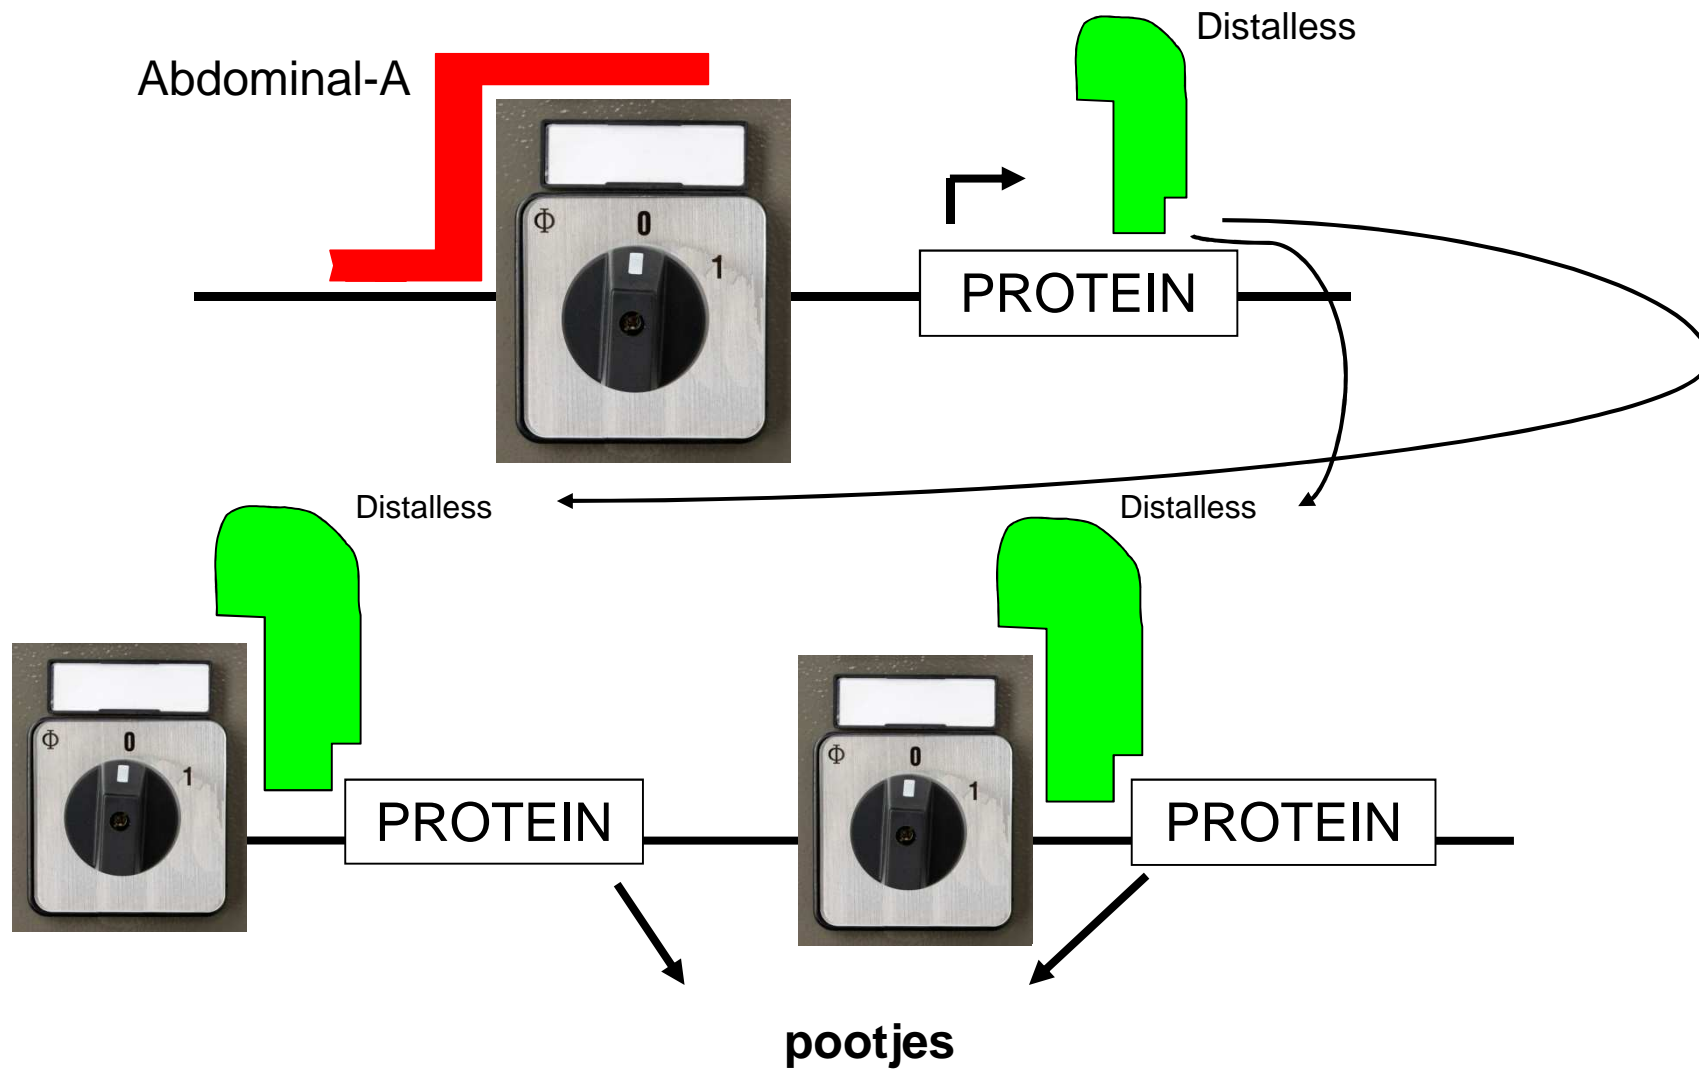 Distalless
Abdominal-A
Φ 0 1
PROTEIN
Distalless
Distalless
Φ 0 1
Φ 0 1
PROTEIN
PROTEIN
pootjes